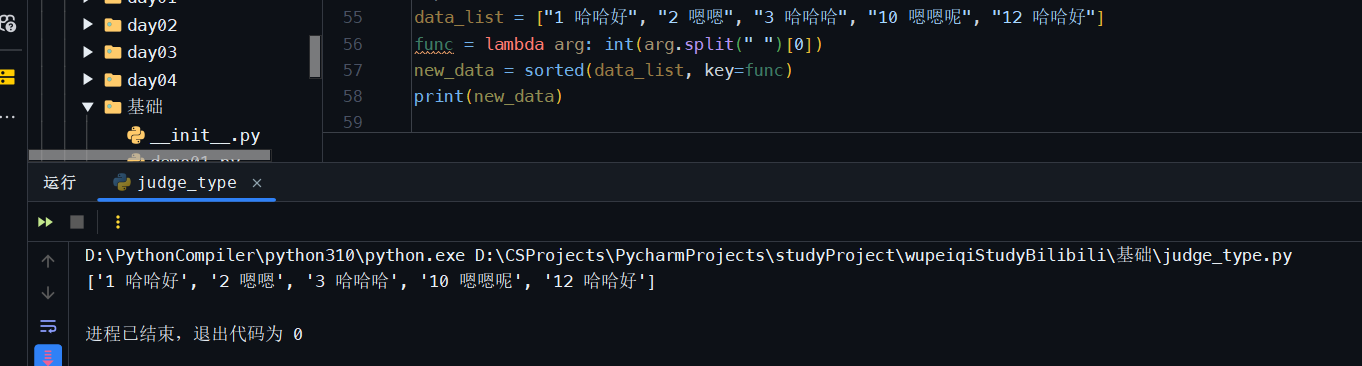 day01
day02
day03
day04
基础
__init__.py
demo01.py
55 data_list = ["1 哈哈好", "2 嗯嗯", "3 哈哈哈", "10 嗯嗯呢", "12 哈哈好"]
56 func = lambda arg: int(arg.split(" ")[0])
57 new_data = sorted(data_list, key=func)
58 print(new_data)
59
运行 judge_type ×
D:\PythonCompiler\python310\python.exe D:\CSProjects\PycharmProjects\studyProject\wupeiqiStudyBilibili\基础\judge_type.py
['1 哈哈好', '2 嗯嗯', '3 哈哈哈', '10 嗯嗯呢', '12 哈哈好']
进程已结束，退出代码为 0